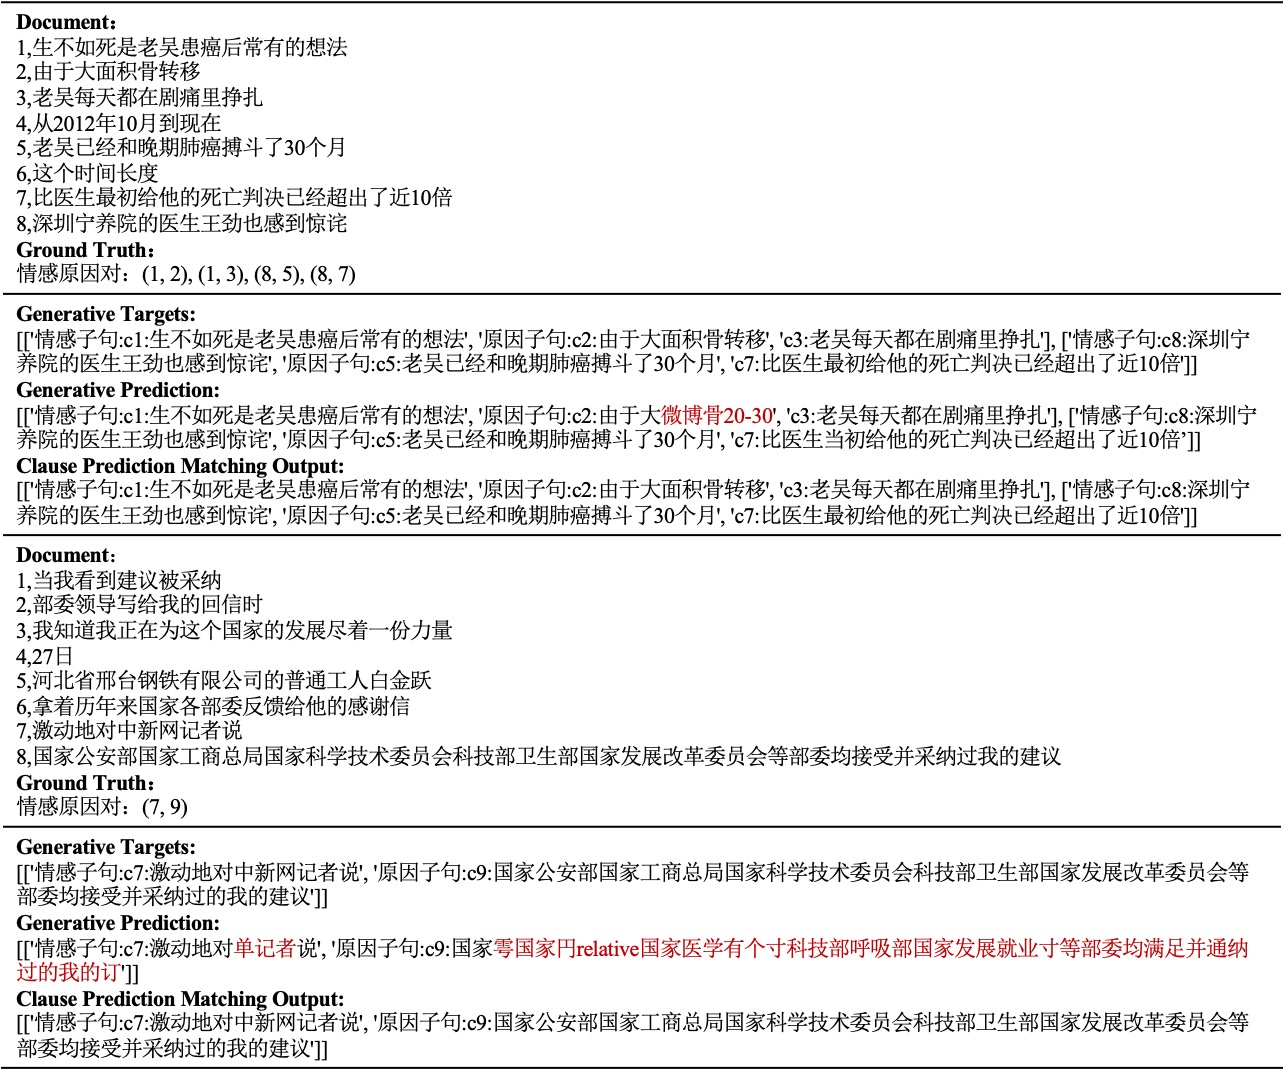 Document：
1,生不如死是老吴患癌后常有的想法
2,由于大面积骨转移
3,老吴每天都在剧痛里挣扎
4,从2012年10月到现在
5,老吴已经和晚期肺癌搏斗了30个月
6,这个时间长度
7,比医生最初给他的死亡判决已经超出了近10倍
8,深圳宁养院的医生王劲也感到惊诧
Ground Truth：
情感原因对：(1, 2), (1, 3), (8, 5), (8, 7)
Generative Targets:
[['情感子句:c1:生不如死是老吴患癌后常有的想法', '原因子句:c2:由于大面积骨转移', 'c3:老吴每天都在剧痛里挣扎'], ['情感子句:c8:深圳宁
养院的医生王劲也感到惊诧', '原因子句:c5:老吴已经和晚期肺癌搏斗了30个月', 'c7:比医生最初给他的死亡判决已经超出了近10倍']]
Generative Prediction:
[['情感子句:c1:生不如死是老吴患癌后常有的想法', '原因子句:c2:由于大微博骨20-30', 'c3:老吴每天都在剧痛里挣扎'], ['情感子句:c8:深圳宁
养院的医生王劲也感到惊诧', '原因子句:c5:老吴已经和晚期肺癌搏斗了30个月', 'c7:比医生当初给他的死亡判决已经超出了近10倍’]]
Clause Prediction Matching Output:
[['情感子句:c1:生不如死是老吴患癌后常有的想法', '原因子句:c2:由于大面积骨转移', 'c3:老吴每天都在剧痛里挣扎'], ['情感子句:c8:深圳宁
养院的医生王劲也感到惊诧', '原因子句:c5:老吴已经和晚期肺癌搏斗了30个月', 'c7:比医生最初给他的死亡判决已经超出了近10倍']]
Document：
1,当我看到建议被采纳
2,部委领导写给我的回信时
3,我知道我正在为这个国家的发展尽着一份力量
4,27日
5,河北省邢台钢铁有限公司的普通工人白金跃
6,拿着历年来国家各部委反馈给他的感谢信
7,激动地对中新网记者说
8,国家公安部国家工商总局国家科学技术委员会科技部卫生部国家发展改革委员会等部委均接受并采纳过我的建议
Ground Truth：
情感原因对：(7, 9)
Generative Targets:
[['情感子句:c7:激动地对中新网记者说', '原因子句:c9:国家公安部国家工商总局国家科学技术委员会科技部卫生部国家发展改革委员会等
部委均接受并采纳过的我的建议']]
Generative Prediction:
[['情感子句:c7:激动地对单记者说', '原因子句:c9:国家零国家円relative国家医学有个寸科技部呼吸部国家发展就业寸等部委均满足并通纳
过的我的订']]
Clause Prediction Matching Output:
[['情感子句:c7:激动地对中新网记者说', '原因子句:c9:国家公安部国家工商总局国家科学技术委员会科技部卫生部国家发展改革委员会等
部委均接受并采纳过的我的建议']]